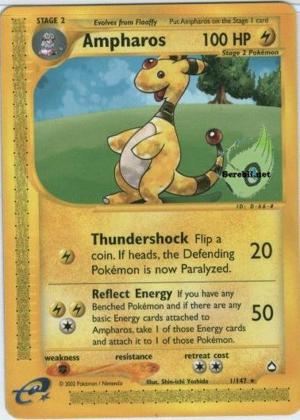 STAGE 2 Evolves from Flaaffy Put Ampharos on the Stage 1 card
Ampharos 100 HP
Stage 2 Pokémon
Serebii.net
ID: D-66-#
Thundershock Flip a
coin. If heads, the Defending
Pokémon is now Paralyzed.
20
Reflect Energy If you have any
Benched Pokémon and if there are any
basic Energy cards attached to
Ampharos, take 1 of those Energy cards
and attach it to 1 of those Pokémon.
50
weakness resistance retreat cost
© 2002 Pokémon / Nintendo Illus. Shin-ichi Yoshida 1/147 ★
e